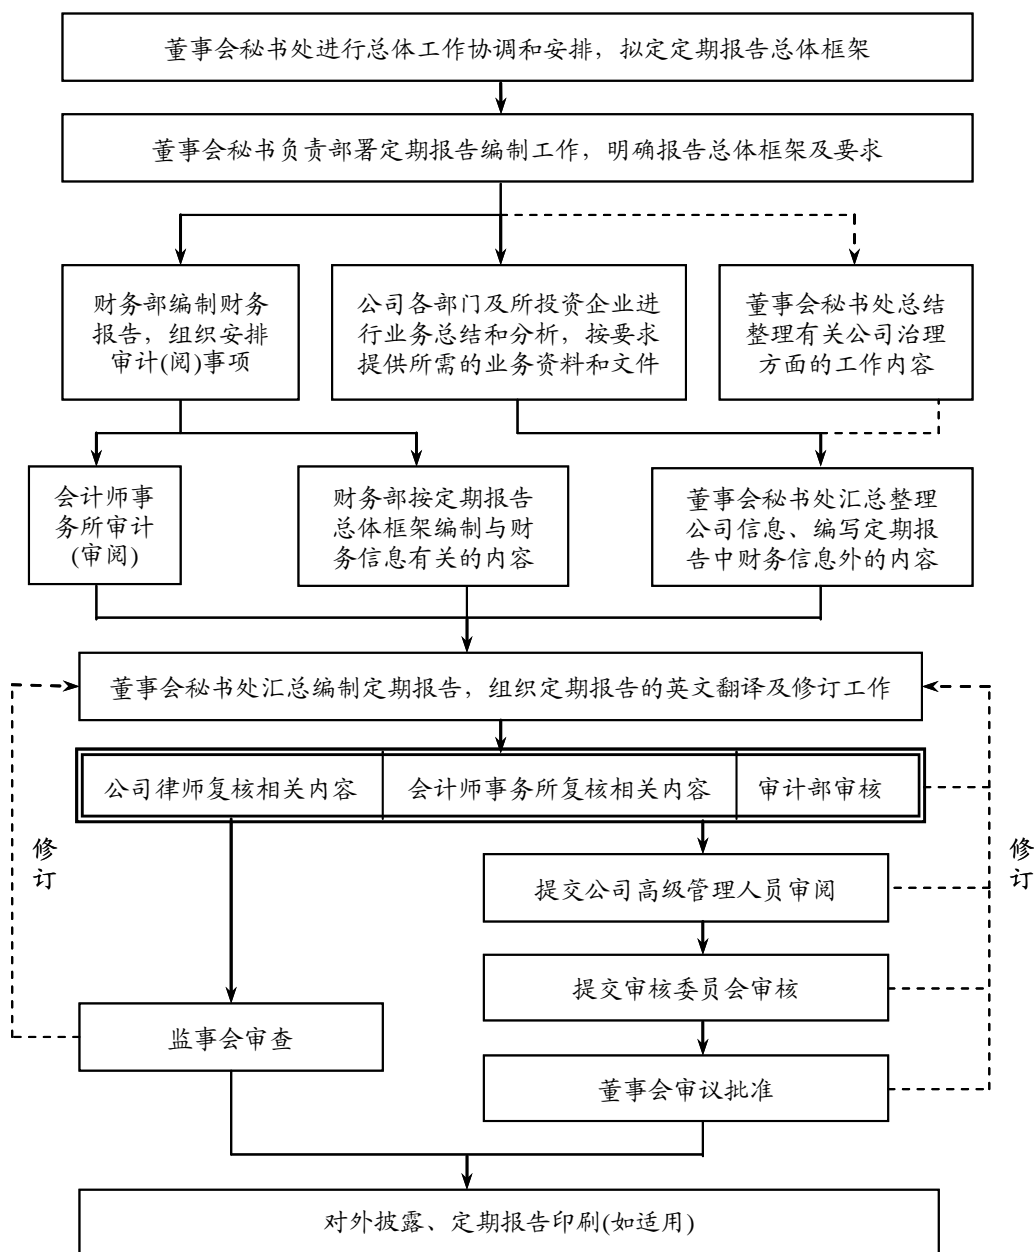 董事会秘书处进行总体工作协调和安排，拟定定期报告总体框架
董事会秘书负责部署定期报告编制工作，明确报告总体框架及要求
财务部编制财务
报告，组织安排
审计(阅)事项
公司各部门及所投资企业进
行业务总结和分析，按要求
提供所需的业务资料和文件
董事会秘书处总结
整理有关公司治理
方面的工作内容
会计师事
务所审计
(审阅)
财务部按定期报告
总体框架编制与财
务信息有关的内容
董事会秘书处汇总整理
公司信息、编写定期报
告中财务信息外的内容
董事会秘书处汇总编制定期报告，组织定期报告的英文翻译及修订工作
公司律师复核相关内容
会计师事务所复核相关内容
审计部审核
修
订
修
订
提交公司高级管理人员审阅
提交审核委员会审核
监事会审查
董事会审议批准
对外披露、定期报告印刷(如适用)